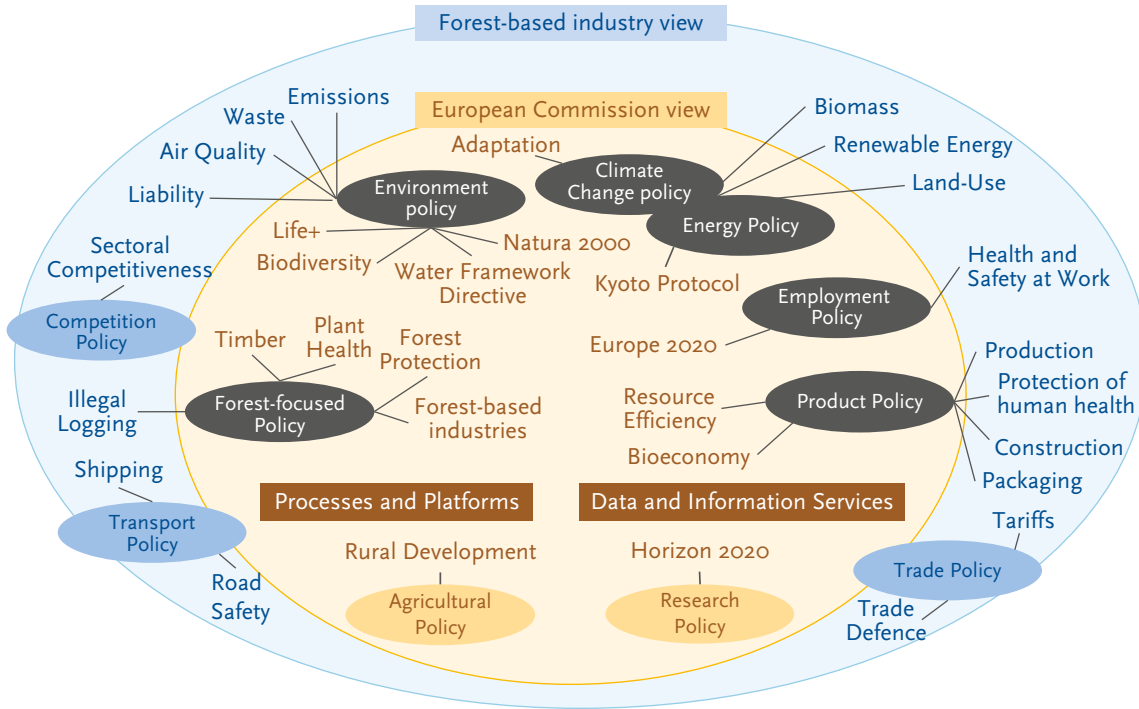 Forest-based industry view
European Commission view
Emissions
Waste
Air Quality
Liability
Biomass
Renewable Energy
Land-Use
Adaptation
Climate
Change policy
Environment
policy
Energy Policy
Life+
Biodiversity
Natura 2000
Water Framework
Directive
Kyoto Protocol
Sectoral
Competitiveness
Competition
Policy
Health and
Safety at Work
Employment
Policy
Europe 2020
Timber
Plant
Health
Forest
Protection
Illegal
Logging
Forest-focused
Policy
Forest-based
industries
Resource
Efficiency
Bioeconomy
Product Policy
Production
Protection of
human health
Construction
Packaging
Shipping
Transport
Policy
Road
Safety
Processes and Platforms
Data and Information Services
Rural Development
Agricultural
Policy
Horizon 2020
Research
Policy
Tariffs
Trade Policy
Trade
Defence